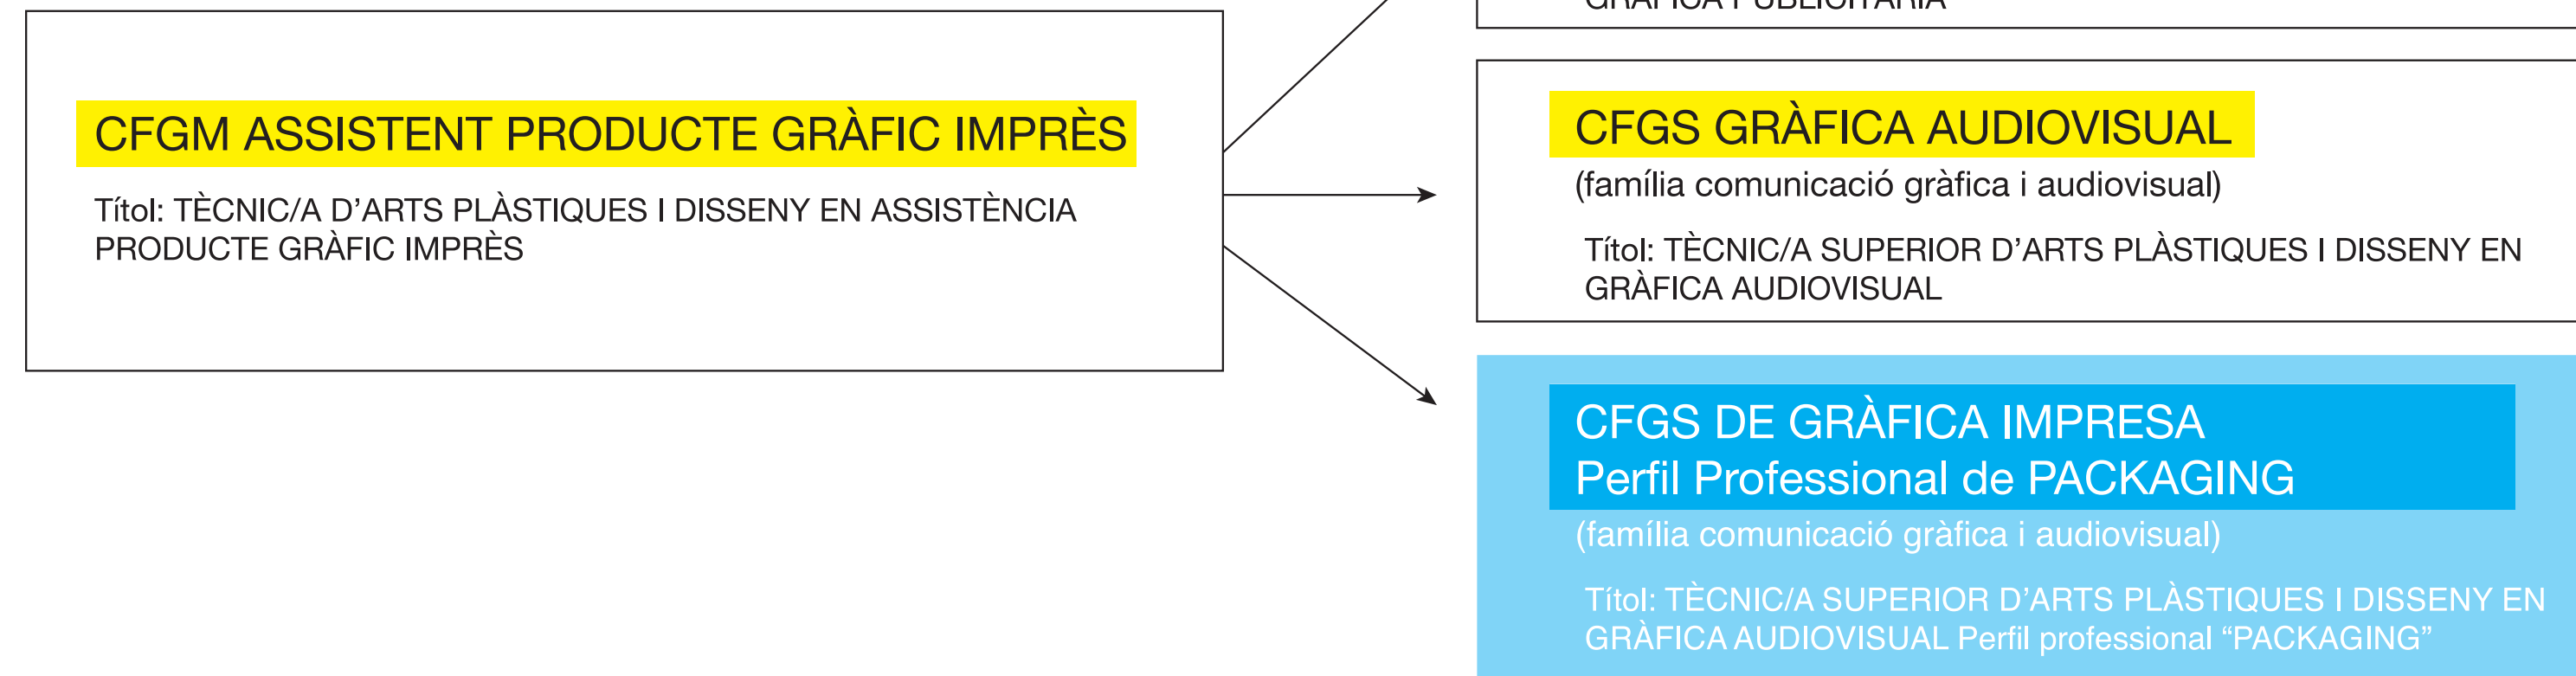 CFGM ASSISTENT PRODUCTE GRÀFIC IMPRÈS
Títol: TÈCNIC/A D’ARTS PLÀSTIQUES I DISSENY EN ASSISTÈNCIA
PRODUCTE GRÀFIC IMPRÈS
GRÀFICA PUBLICITÀRIA
CFGS GRÀFICA AUDIOVISUAL
(família comunicació gràfica i audiovisual)
Títol: TÈCNIC/A SUPERIOR D’ARTS PLÀSTIQUES I DISSENY EN
GRÀFICA AUDIOVISUAL
CFGS DE GRÀFICA IMPRESA
Perfil Professional de PACKAGING
(família comunicació gràfica i audiovisual)
Títol: TÈCNIC/A SUPERIOR D’ARTS PLÀSTIQUES I DISSENY EN
GRÀFICA AUDIOVISUAL Perfil professional “PACKAGING”